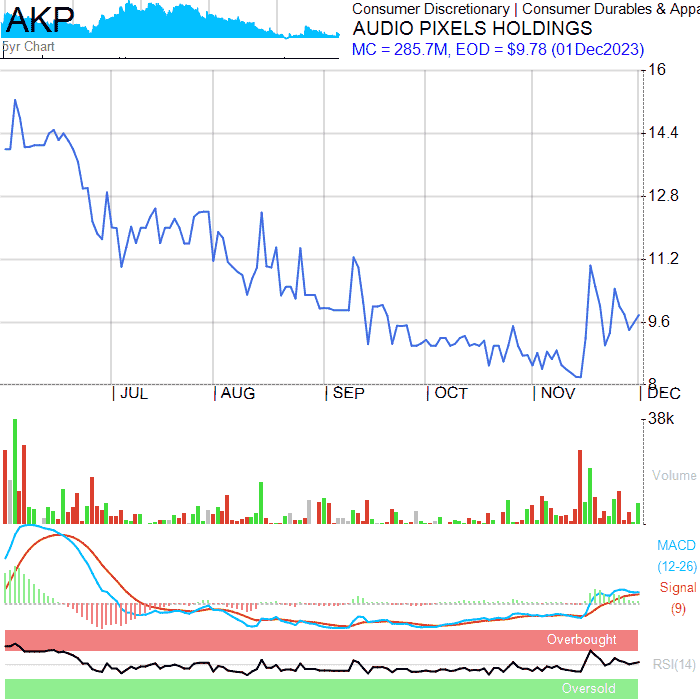 AKP
5yr Chart
Consumer Discretionary | Consumer Durables & Appa
AUDIO PIXELS HOLDINGS
MC = 285.7M, EOD = $9.78 (01Dec2023)
16
14.4
12.8
11.2
9.6
8
| JUL | AUG | SEP | OCT | NOV | DEC
38k
Volume
MACD
(12-26)
Signal
(9)
Overbought
RSI(14)
Oversold